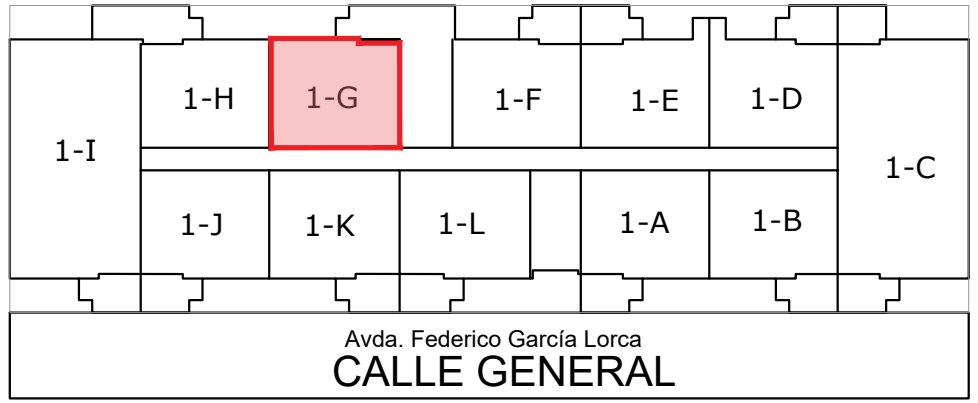 1-H
1-G
1-F
1-E
1-D
1-I
1-C
1-J
1-K
1-L
1-A
1-B
Avda. Federico García Lorca
CALLE GENERAL